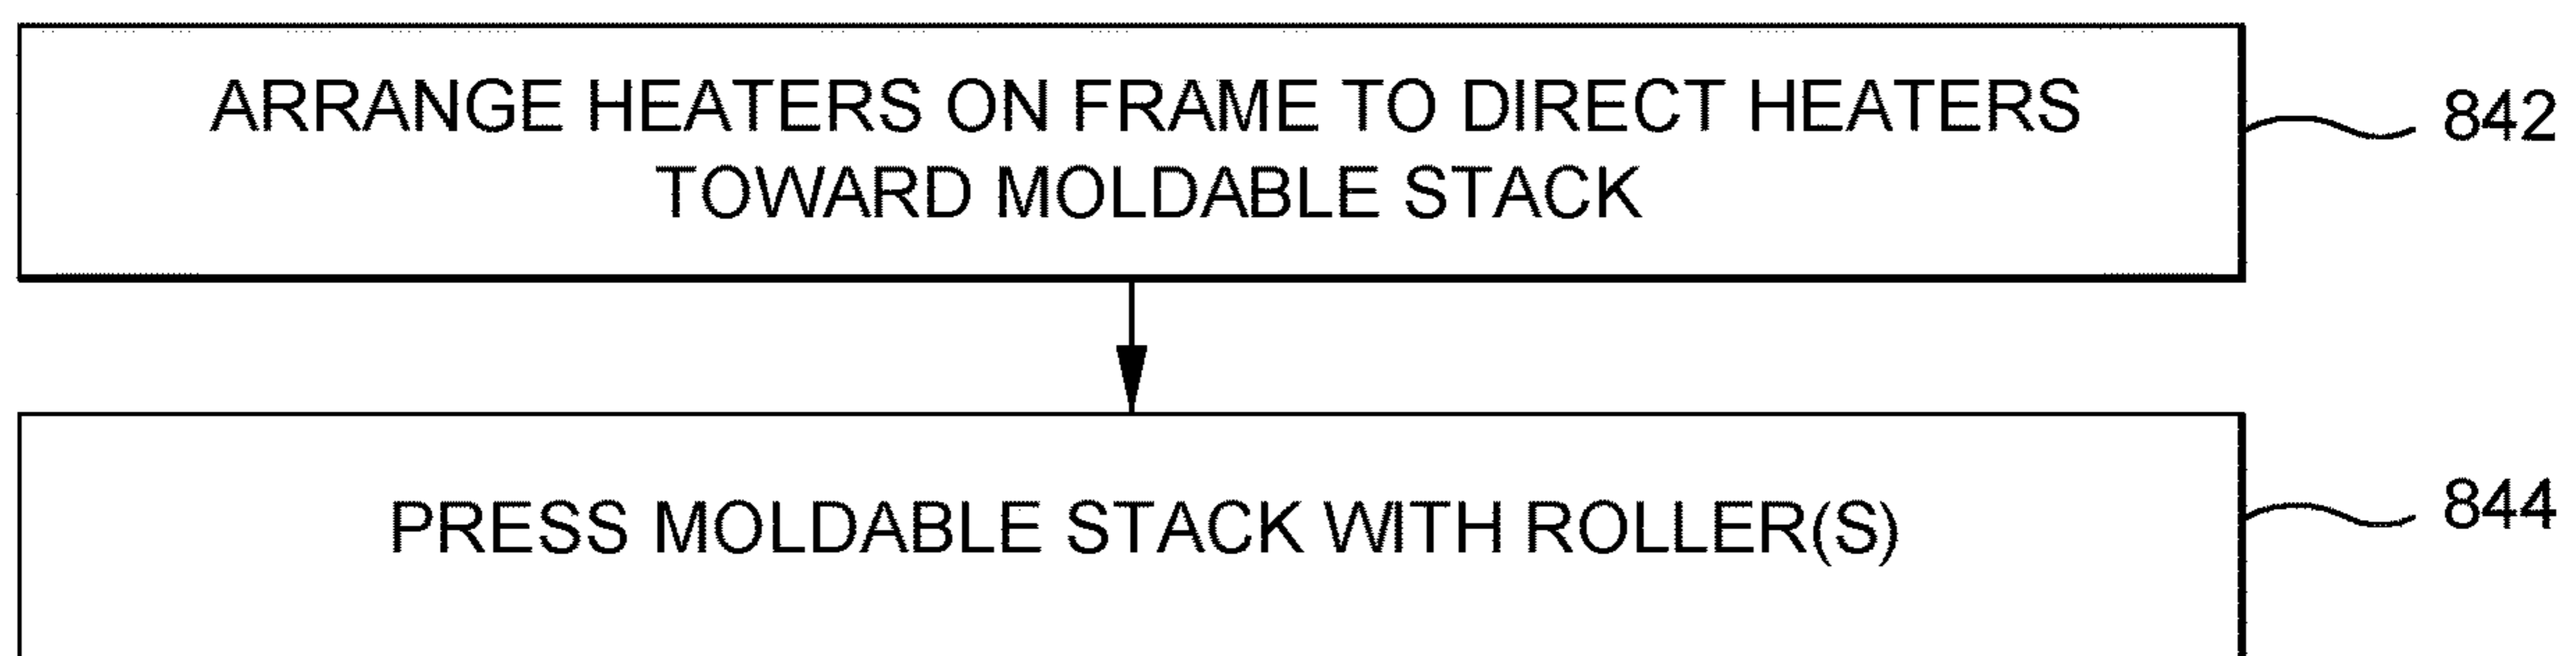 ARRANGE HEATERS ON FRAME TO DIRECT HEATERS
TOWARD MOLDABLE STACK
842
PRESS MOLDABLE STACK WITH ROLLER(S)
844